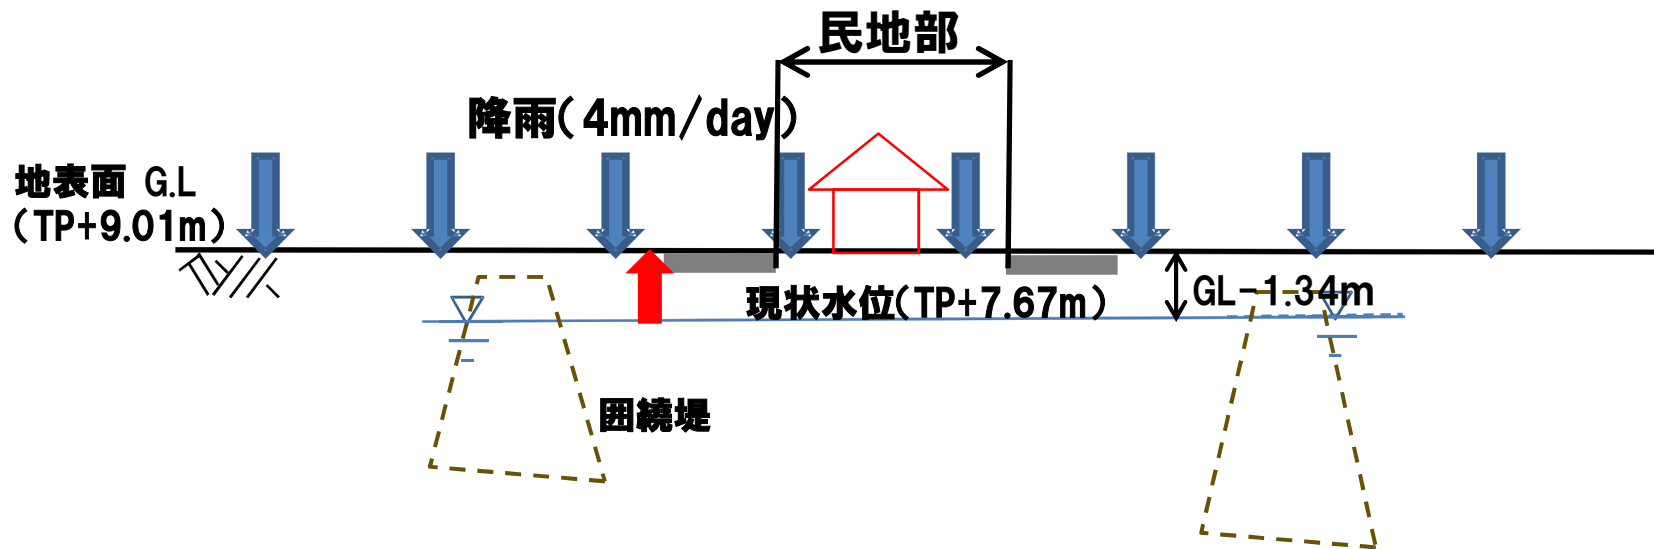 民地部
降雨(4mm/day)
地表面 G.L
(TP+9.01m)
現状水位(TP+7.67m)
GL-1.34m
囲繞堤